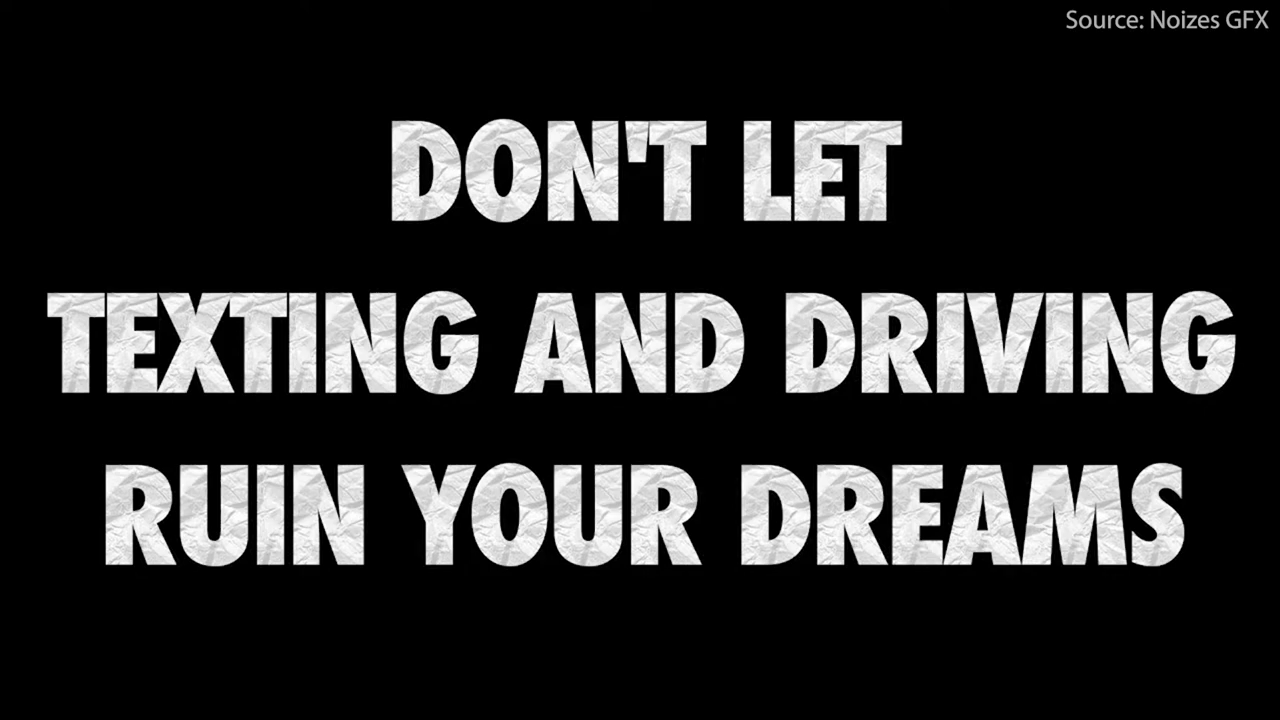 Source: Noizes GFX
DON'T LET
TEXTING AND DRIVING
RUIN YOUR DREAMS